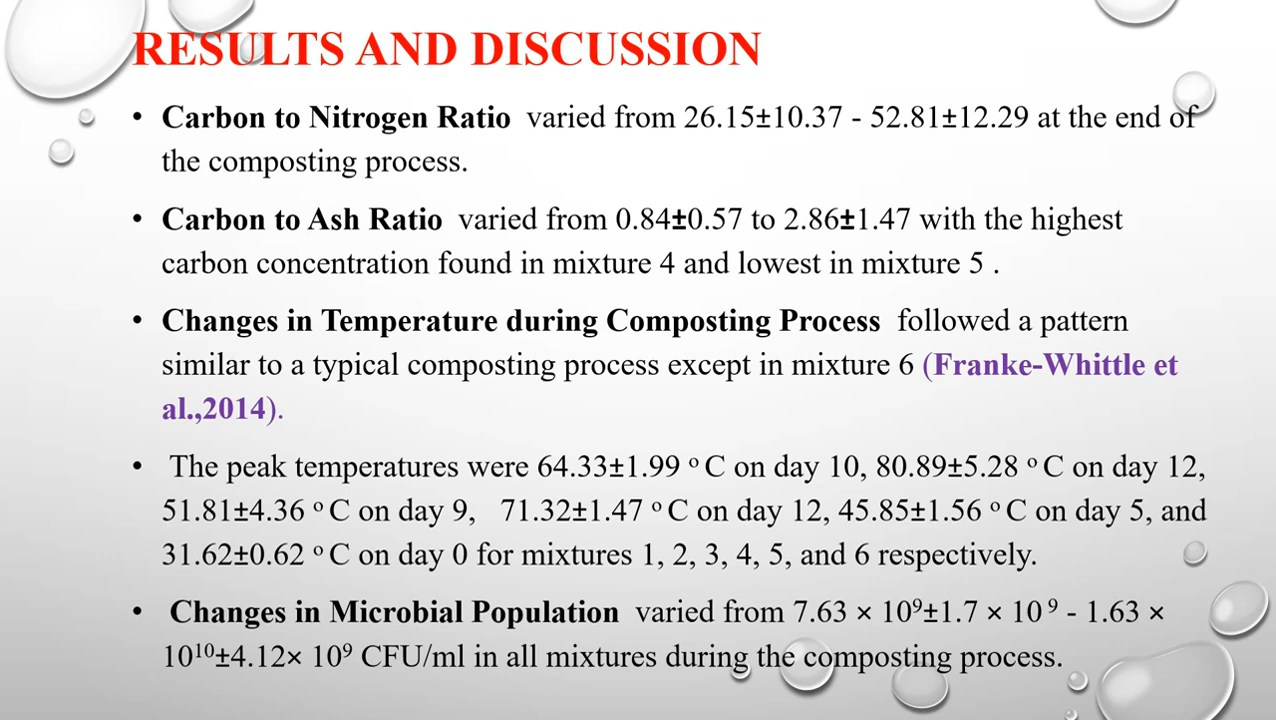 RESULTS AND DISCUSSION
• Carbon to Nitrogen Ratio varied from 26.15±10.37 - 52.81±12.29 at the end of
the composting process.
• Carbon to Ash Ratio varied from 0.84±0.57 to 2.86±1.47 with the highest
carbon concentration found in mixture 4 and lowest in mixture 5 .
• Changes in Temperature during Composting Process followed a pattern
similar to a typical composting process except in mixture 6 (Franke-Whittle et
al.,2014).
• The peak temperatures were 64.33±1.99 ᵒ C on day 10, 80.89±5.28 ᵒ C on day 12,
51.81±4.36 ᵒ C on day 9, 71.32±1.47 ᵒ C on day 12, 45.85±1.56 ᵒ C on day 5, and
31.62±0.62 ᵒ C on day 0 for mixtures 1, 2, 3, 4, 5, and 6 respectively.
• Changes in Microbial Population varied from 7.63 × 10⁹±1.7 × 10 ⁹ - 1.63 ×
10¹⁰±4.12× 10⁹ CFU/ml in all mixtures during the composting process.